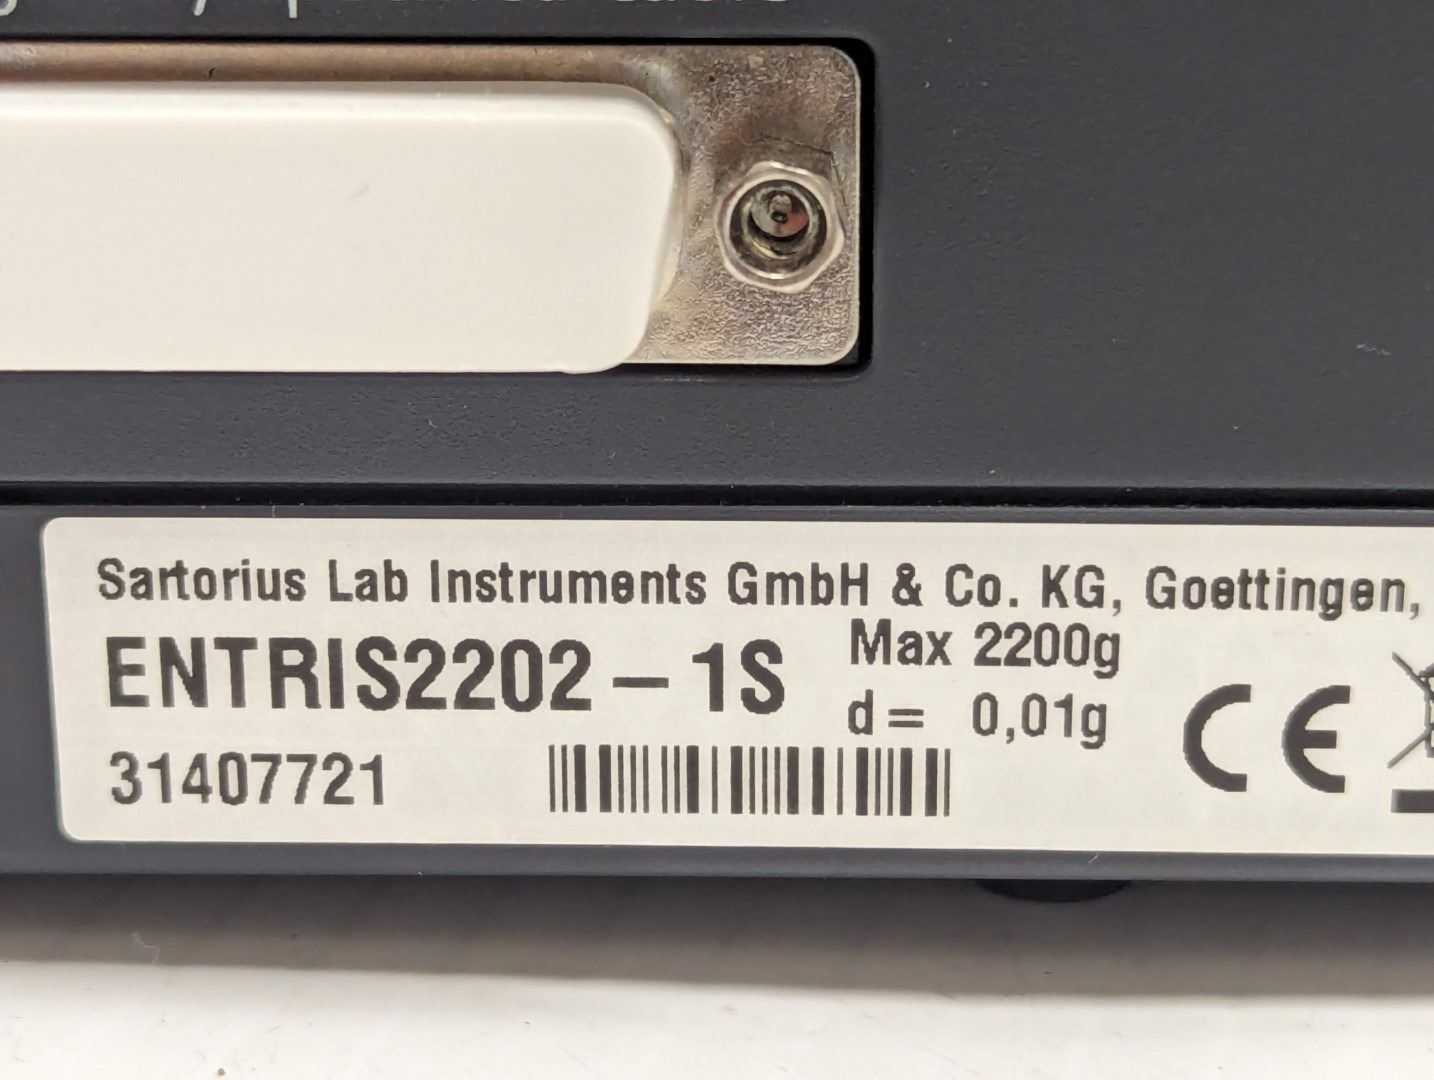 Sartorius Lab Instruments GmbH & Co. KG, Goettingen,
ENTRIS2202-1S
Max 2200g
d= 0,01g
31407721
CE